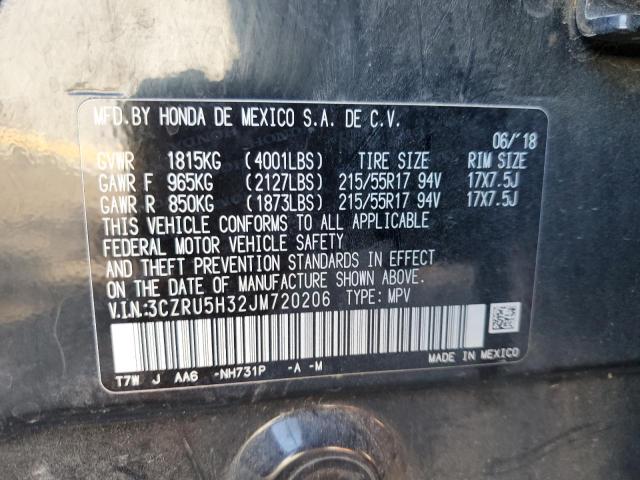 MFD.BY HONDA DE MEXICO S.A. DE C.V.
06/'18
GVWR 1815KG (4001LBS) TIRE SIZE RIM SIZE
GAWR F 965KG (2127LBS) 215/55R17 94V 17X7.5J
GAWR R 850KG (1873LBS) 215/55R17 94V 17X7.5J
THIS VEHICLE CONFORMS TO ALL APPLICABLE
FEDERAL MOTOR VEHICLE SAFETY
AND THEFT PREVENTION STANDARDS IN EFFECT
ON THE DATE OF MANUFACTURE SHOWN ABOVE.
V.I.N:3CZRU5H32JM720206 TYPE: MPV
MADE IN MEXICO
T7W J AA6 -NH731P -A -M